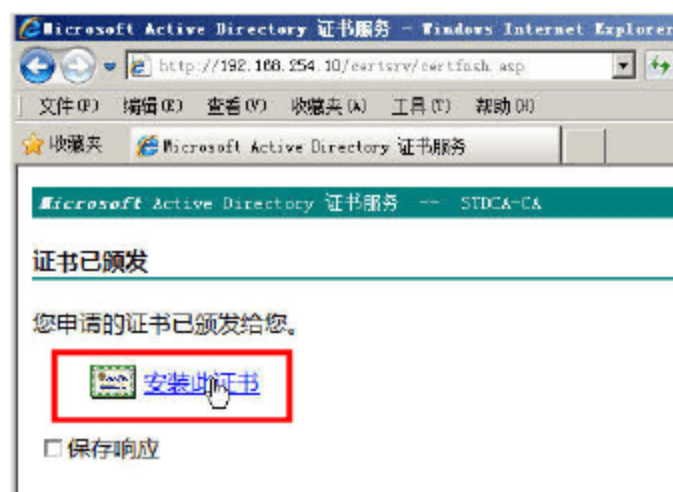 Microsoft Active Directory 证书服务 - Windows Internet Explorer
http://192.168.254.10/certsrv/certfnsh.asp
文件(F) 编辑(E) 查看(V) 收藏夹(A) 工具(T) 帮助(H)
收藏夹 Microsoft Active Directory 证书服务
Microsoft Active Directory 证书服务 -- STDCA-CA
证书已颁发
您申请的证书已颁发给您。
安装此证书
保存响应